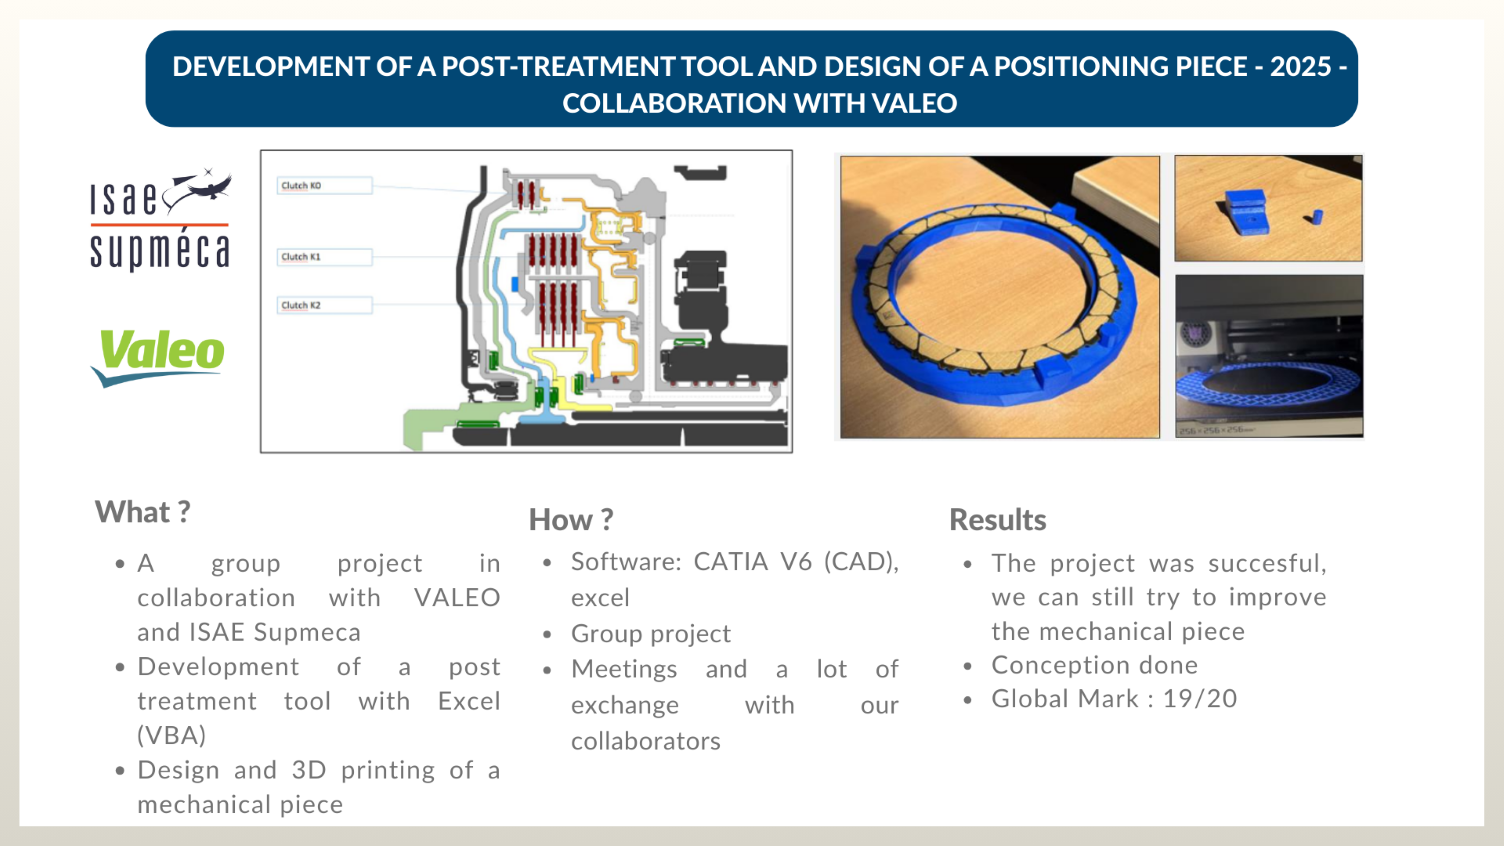 DEVELOPMENT OF A POST-TREATMENT TOOL AND DESIGN OF A POSITIONING PIECE - 2025 -
COLLABORATION WITH VALEO
ısae
supméca
Valeo
Clutch K0
Clutch K1
Clutch K2
256×256×256
What ?
• A group project in
collaboration with VALEO
and ISAE Supmeca
• Development of a post
treatment tool with Excel
(VBA)
• Design and 3D printing of a
mechanical piece
How ?
• Software: CATIA V6 (CAD),
excel
• Group project
• Meetings and a lot of
exchange with our
collaborators
Results
• The project was succesful,
we can still try to improve
the mechanical piece
• Conception done
• Global Mark : 19/20